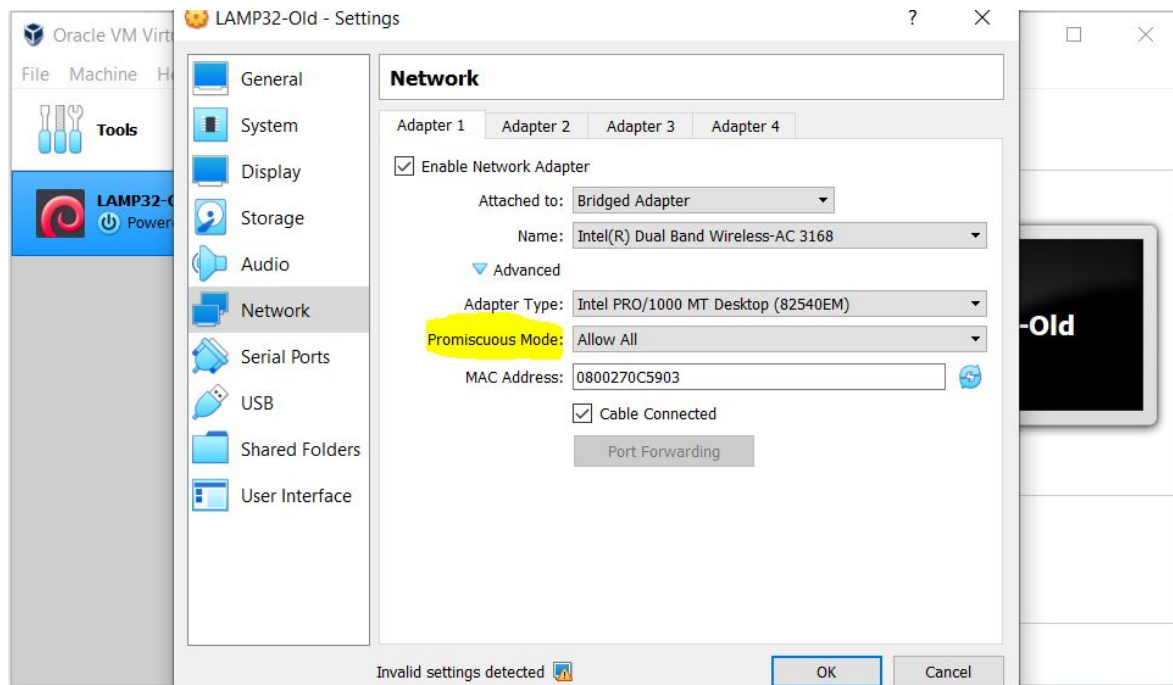 LAMP32-Old - Settings
?
Oracle VM Virt
File Machine He
Tools
LAMP32-O
Power
General
System
Display
Storage
Audio
Network
Serial Ports
USB
Shared Folders
User Interface
Network
Adapter 1 Adapter 2 Adapter 3 Adapter 4
Enable Network Adapter
Attached to: Bridged Adapter
Name: Intel(R) Dual Band Wireless-AC 3168
Advanced
Adapter Type: Intel PRO/1000 MT Desktop (82540EM)
Promiscuous Mode: Allow All
MAC Address: 0800270C5903
Cable Connected
Port Forwarding
Invalid settings detected
OK Cancel
-Old